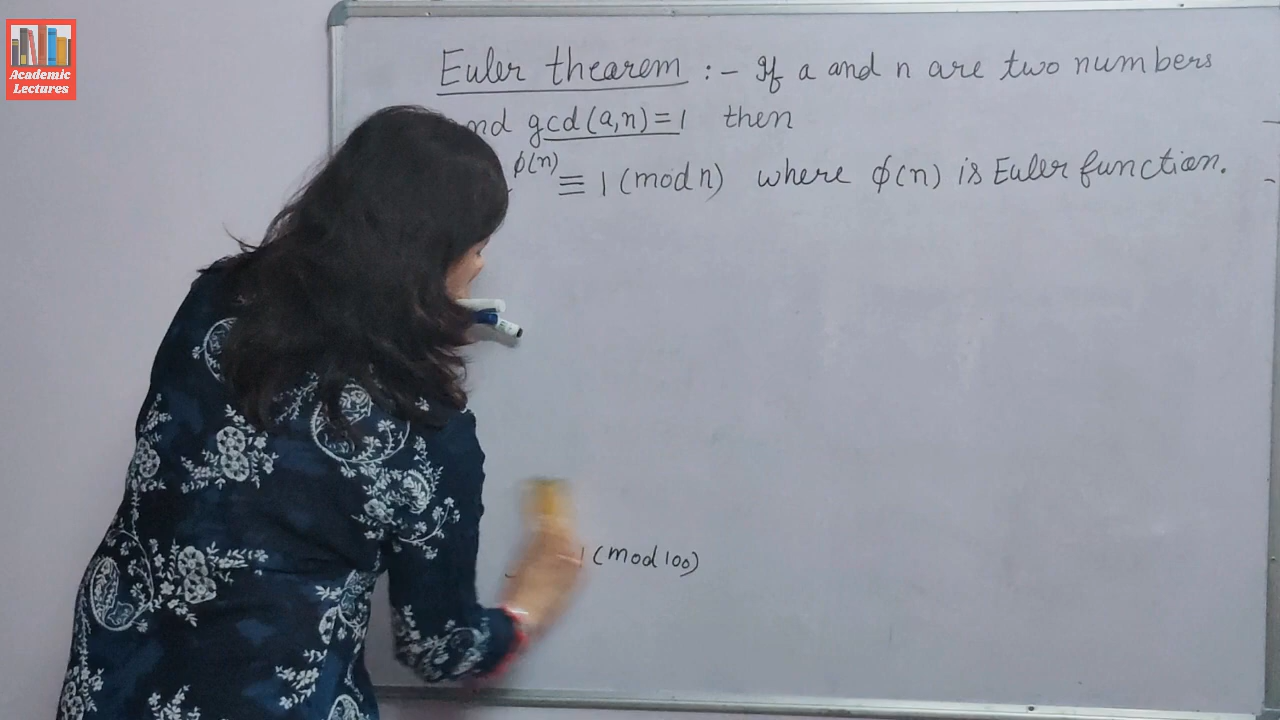 Academic
Lectures
Euler thearem :- If a and n are two numbers
gcd(a,n)=1 then
ϕ(n) ≡ 1 (mod n) where ϕ(n) is Euler function.
1 (mod 100)